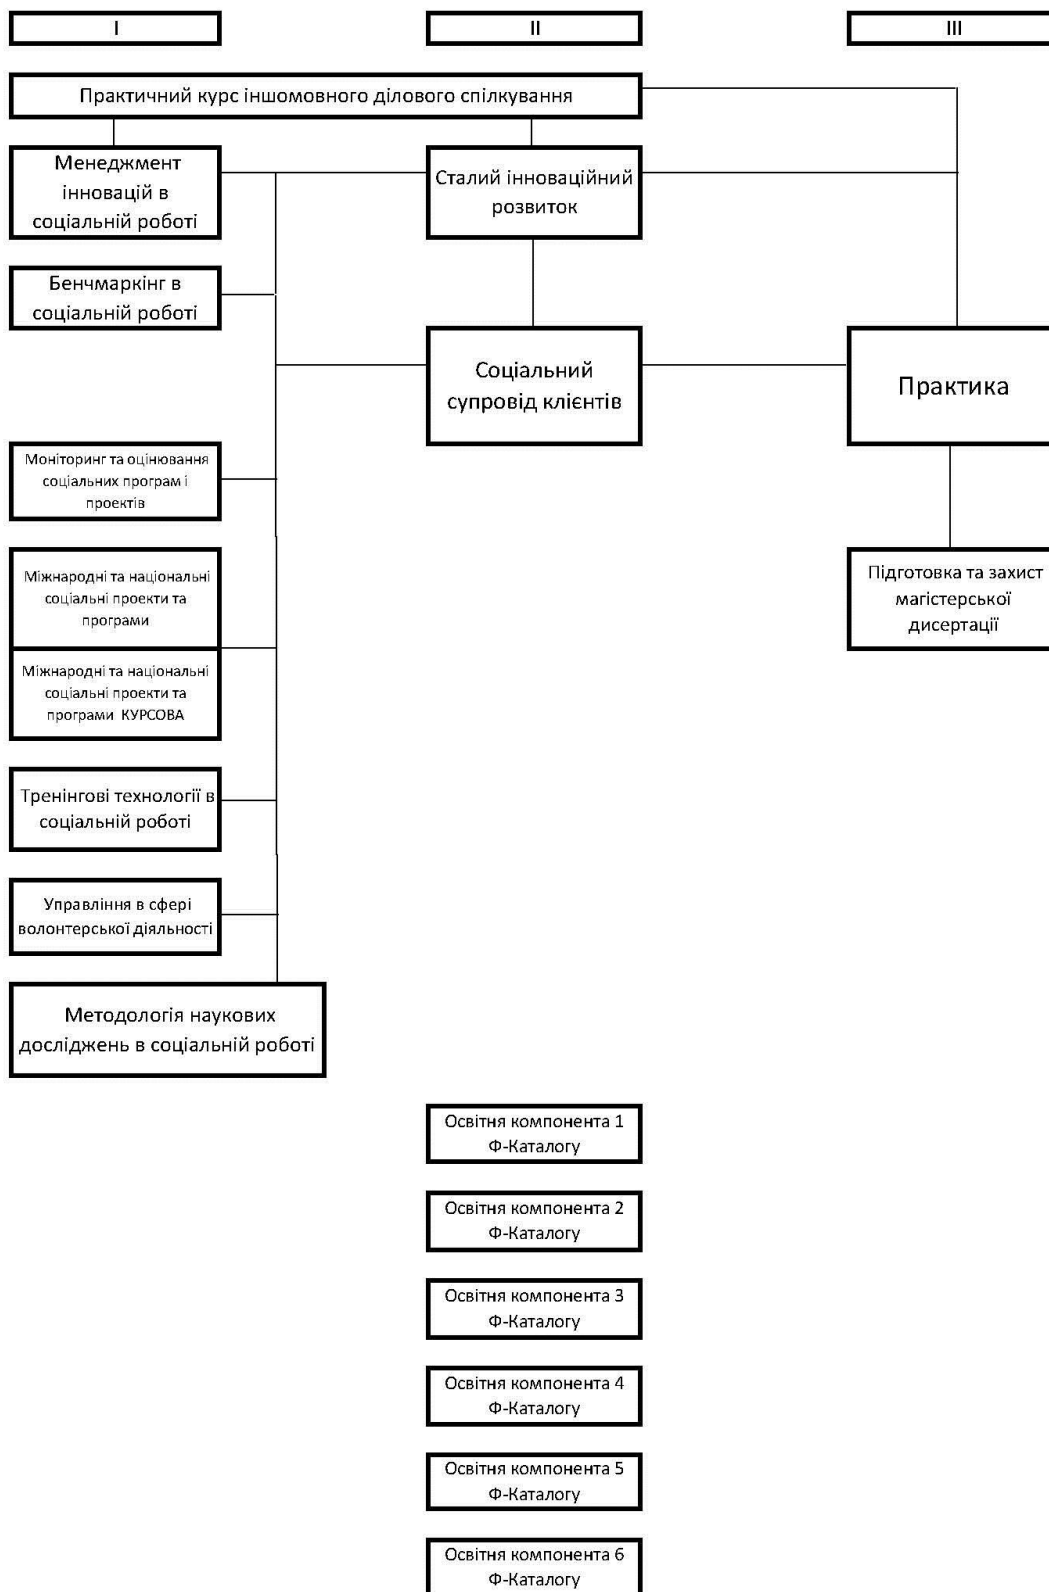 I
II
III
Практичний курс іншомовного ділового спілкування
Менеджмент
інновацій в
соціальній роботі
Сталий інноваційний
розвиток
Бенчмаркінг в
соціальній роботі
Соціальний
супровід клієнтів
Практика
Моніторинг та оцінювання
соціальних програм і
проектів
Міжнародні та національні
соціальні проекти та
програми
Підготовка та захист
магістерської
дисертації
Міжнародні та національні
соціальні проекти та
програми КУРСОВА
Тренінгові технології в
соціальній роботі
Управління в сфері
волонтерської діяльності
Методологія наукових
досліджень в соціальній роботі
Освітня компонента 1
Ф-Каталогу
Освітня компонента 2
Ф-Каталогу
Освітня компонента 3
Ф-Каталогу
Освітня компонента 4
Ф-Каталогу
Освітня компонента 5
Ф-Каталогу
Освітня компонента 6
Ф-Каталогу